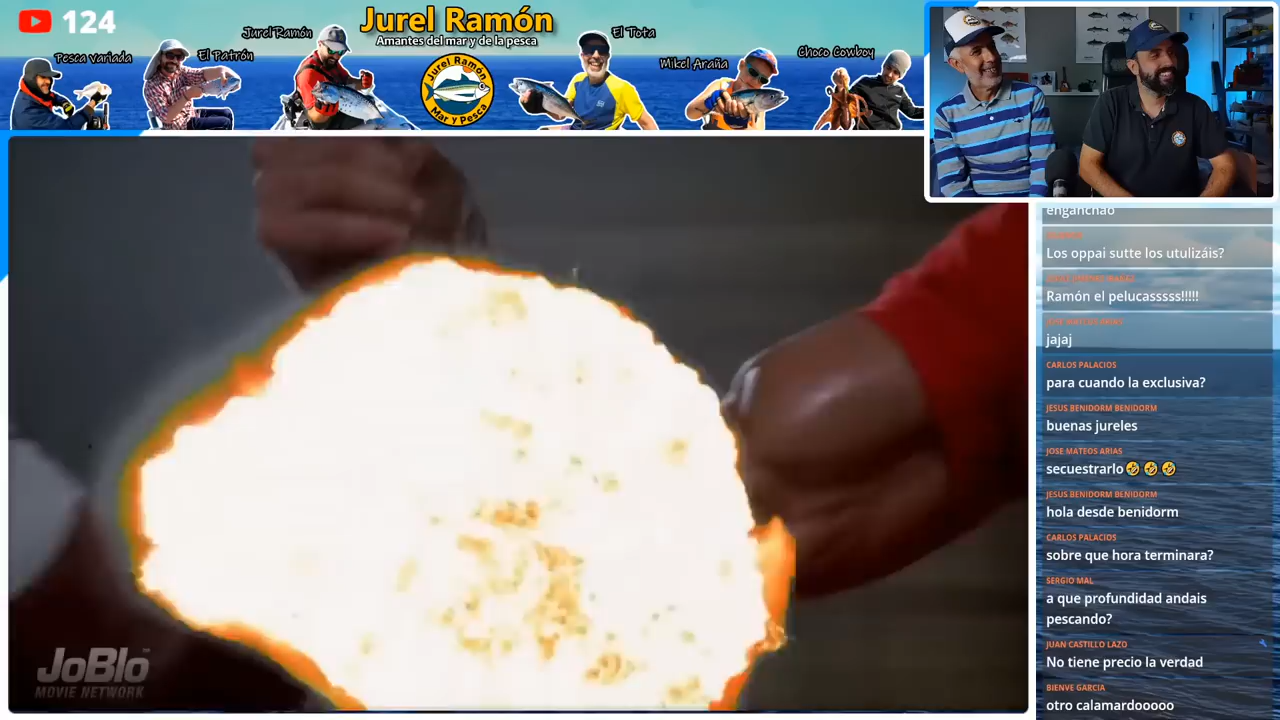 124
Jurel Ramón
Amantes del mar y de la pesca
Pesca variada
El Patrón
Jurel Ramón
El Tota
Mikel Araña
Choco Cowboy
Jurel Ramón
Mar y Pesca
enganchao
Los oppai sutte los utulizáis?
Ramón el pelucasssss!!!!!
JOSE MATEOS ARIAS
jajaj
CARLOS PALACIOS
para cuando la exclusiva?
JESUS BENIDORM BENIDORM
buenas jureles
JOSE MATEOS ARIAS
secuestrarlo🤣🤣🤣
JESUS BENIDORM BENIDORM
hola desde benidorm
CARLOS PALACIOS
sobre que hora terminara?
SERGIO MAL
a que profundidad andais
pescando?
JUAN CASTILLO LAZO
No tiene precio la verdad
BIENVE GARCIA
otro calamardooooo
JoBlo
MOVIE NETWORK